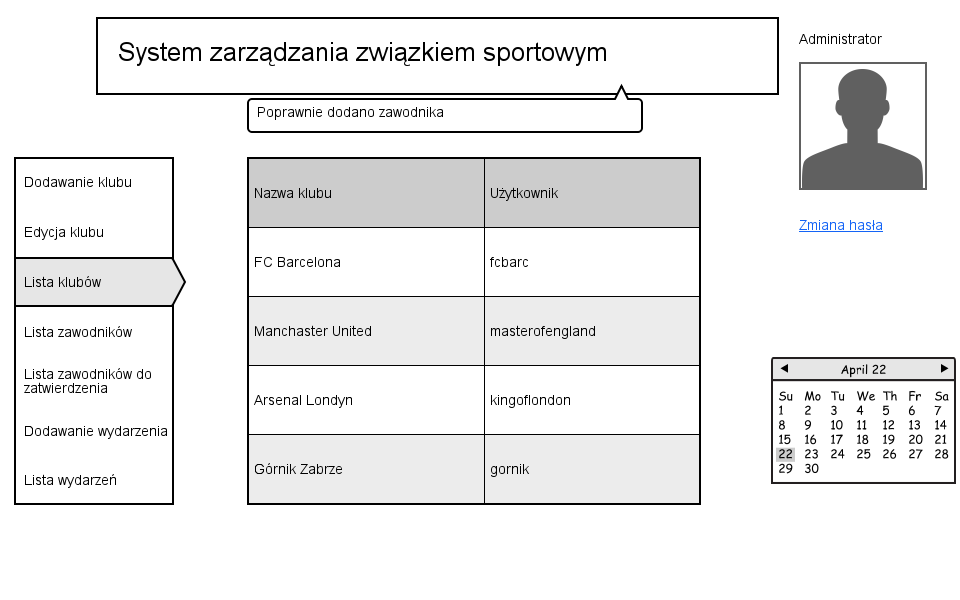 System zarządzania związkiem sportowym
Administrator
Poprawnie dodano zawodnika
Dodawanie klubu
Edycja klubu
Lista klubów
Lista zawodników
Lista zawodników do
zatwierdzenia
Dodawanie wydarzenia
Lista wydarzeń
Nazwa klubu Użytkownik
FC Barcelona fcbarc
Manchaster United masterofengland
Arsenal Londyn kingoflondon
Górnik Zabrze gornik
Zmiana hasła
April 22
Su Mo Tu We Th Fr Sa
1 2 3 4 5 6 7
8 9 10 11 12 13 14
15 16 17 18 19 20 21
22 23 24 25 26 27 28
29 30